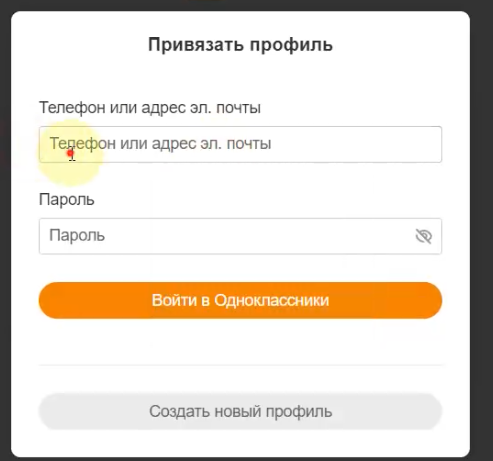 Привязать профиль
Телефон или адрес эл. почты
Телефон или адрес эл. почты
Пароль
Пароль
Войти в Одноклассники
Создать новый профиль